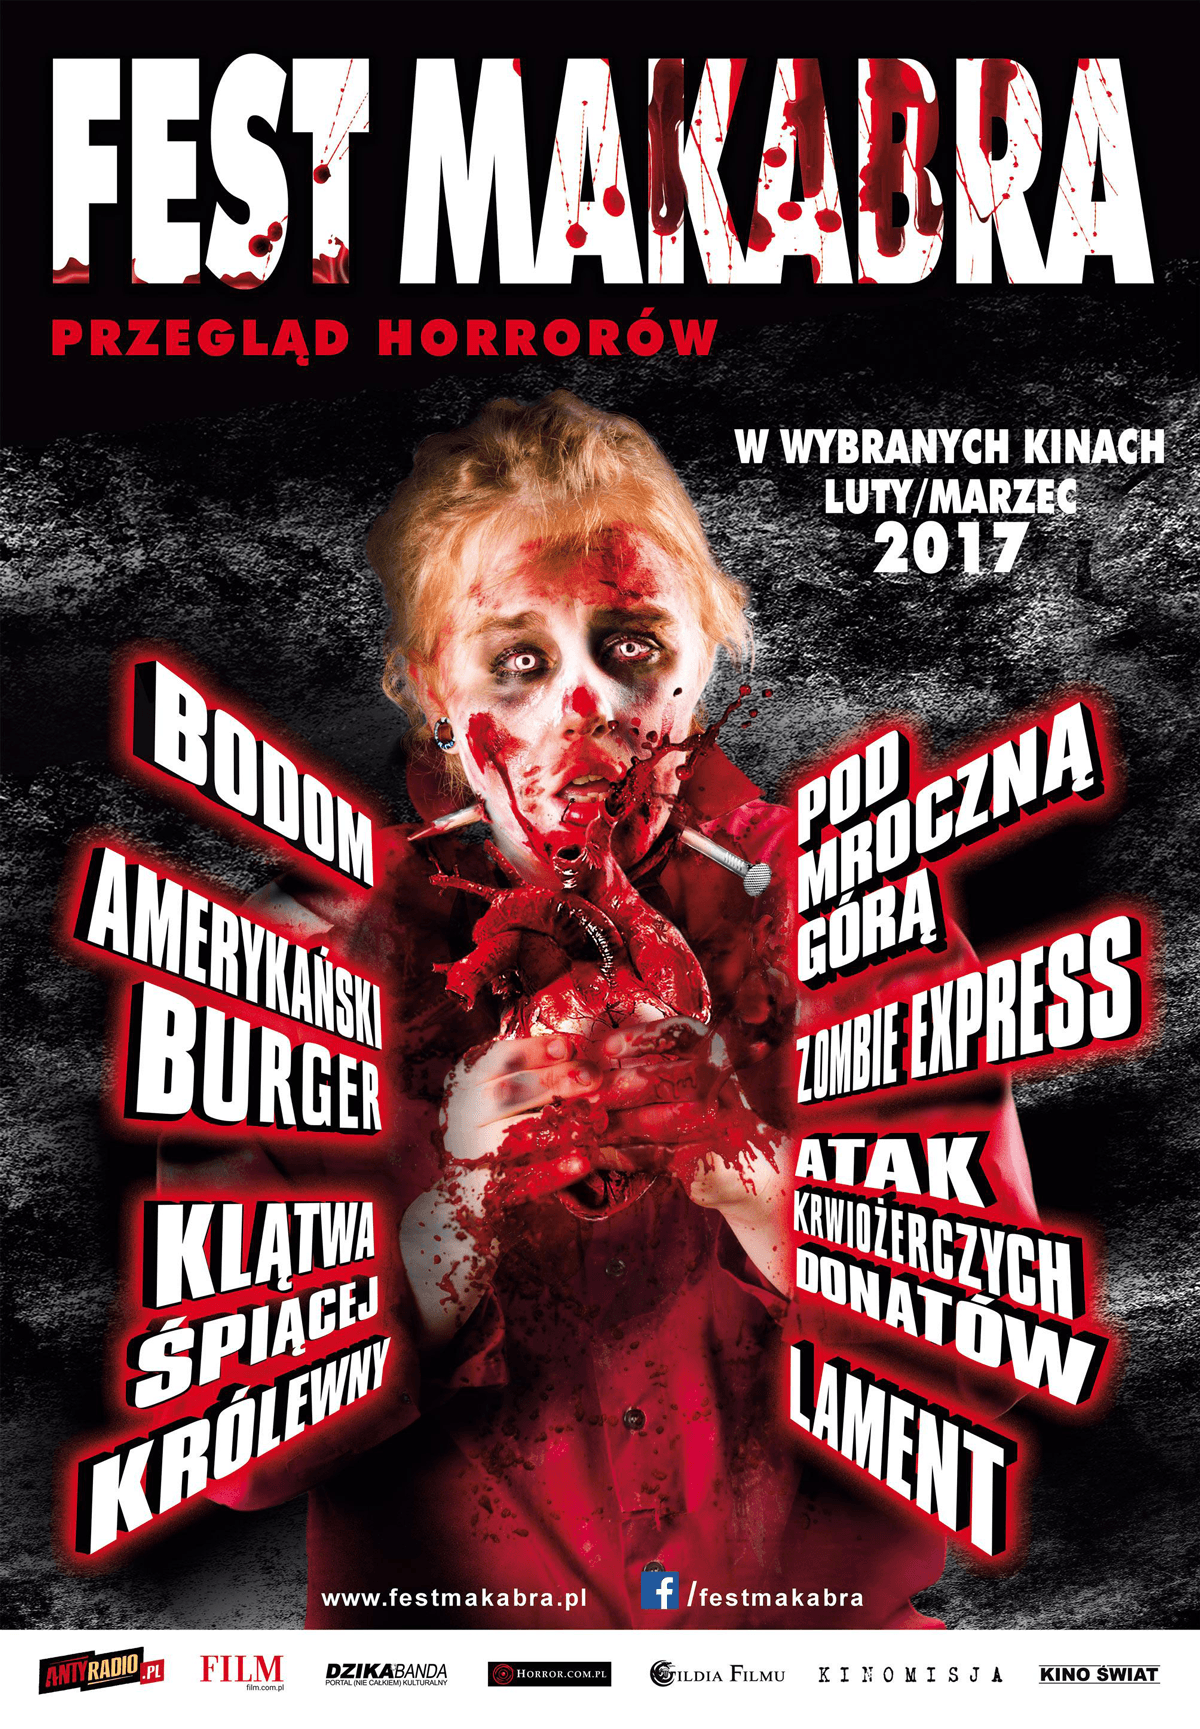 FEST MAKABRA
PRZEGLĄD HORRORÓW
W WYBRANYCH KINACH
LUTY/MARZEC
2017
BODOM
AMERYKAŃSKI
BURGER
KLĄTWA
ŚPIĄCEJ
KRÓLEWNY
POD
MROCZNĄ
GÓRĄ
ZOMBIE EXPRESS
ATAK
KRWIOŻERCZYCH
DONATÓW
LAMENT
www.festmakabra.pl
f /festmakabra
ANTYRADIO.PL
FILM
film.com.pl
DZIKA BANDA
PORTAL (NIE CAŁKIEM) KULTURALNY
HORROR.COM.PL
GILDIA FILMU
KINOMISJA
KINO ŚWIAT